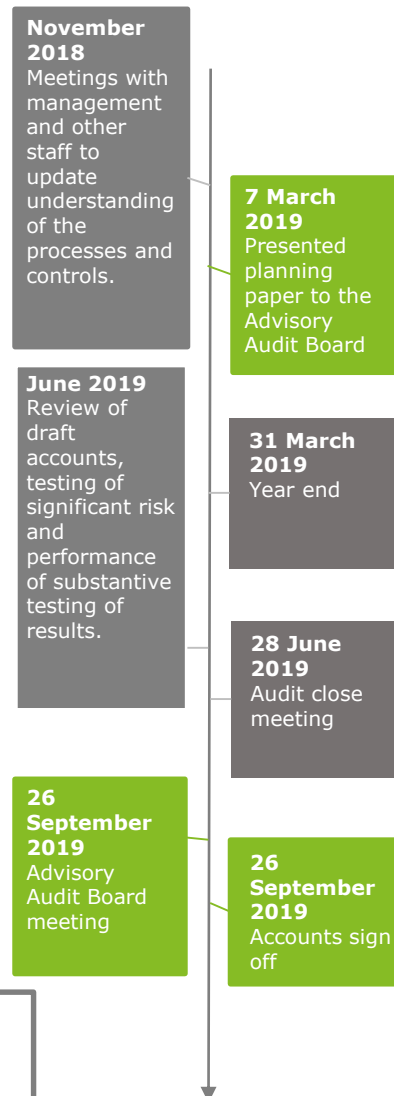 November
2018
Meetings with
management
and other
staff to
update
understanding
of the
processes and
controls.
7 March
2019
Presented
planning
paper to the
Advisory
Audit Board
June 2019
Review of
draft
accounts,
testing of
significant risk
and
performance
of substantive
testing of
results.
31 March
2019
Year end
28 June
2019
Audit close
meeting
26
September
2019
Advisory
Audit Board
meeting
26
September
2019
Accounts sign
off